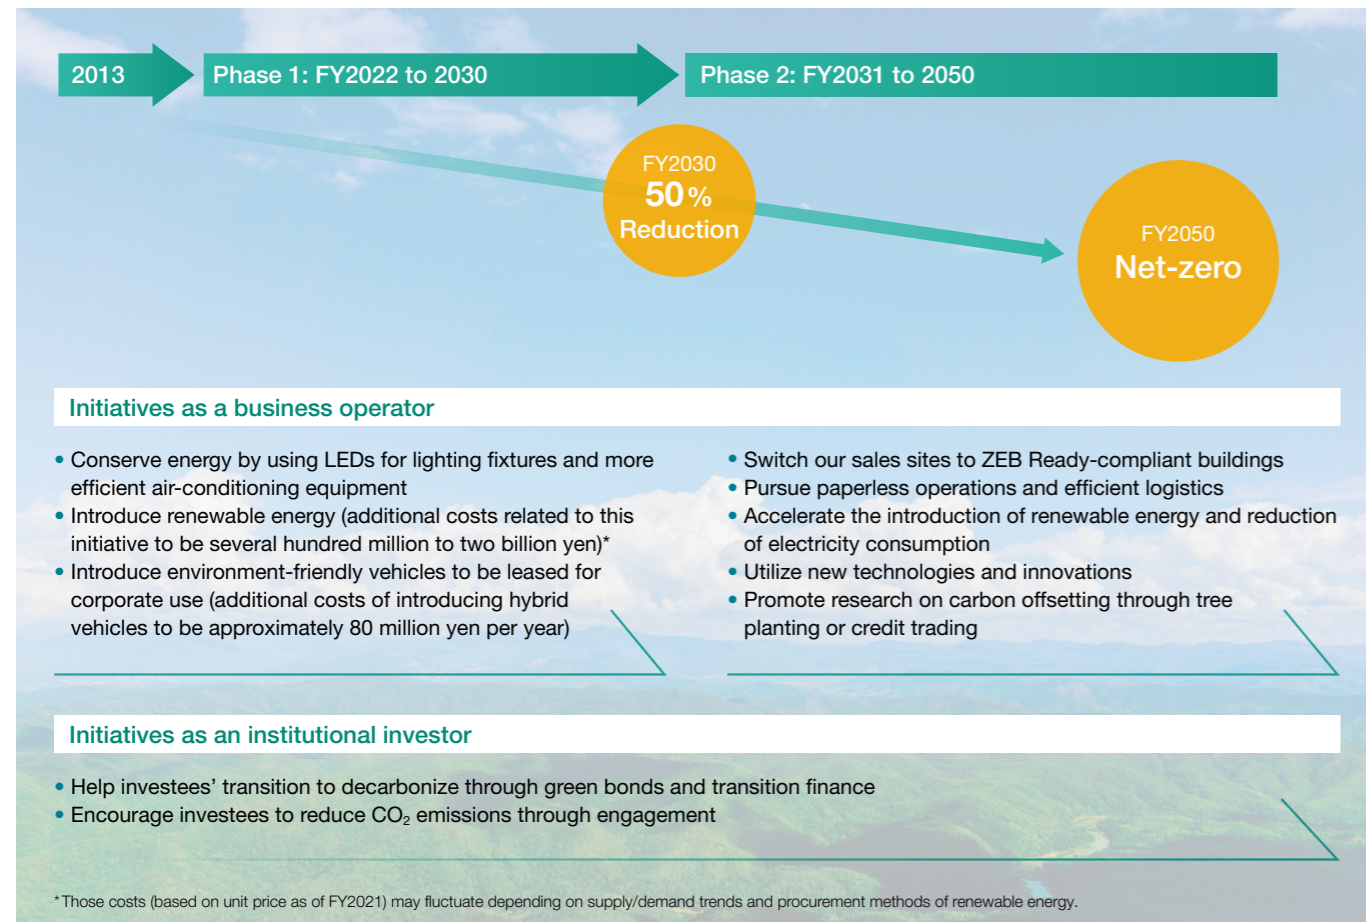 2013
Phase 1: FY2022 to 2030
Phase 2: FY2031 to 2050
FY2030
50%
Reduction
FY2050
Net-zero
Initiatives as a business operator
• Conserve energy by using LEDs for lighting fixtures and more
efficient air-conditioning equipment
• Introduce renewable energy (additional costs related to this
initiative to be several hundred million to two billion yen)*
• Introduce environment-friendly vehicles to be leased for
corporate use (additional costs of introducing hybrid
vehicles to be approximately 80 million yen per year)
• Switch our sales sites to ZEB Ready-compliant buildings
• Pursue paperless operations and efficient logistics
• Accelerate the introduction of renewable energy and reduction
of electricity consumption
• Utilize new technologies and innovations
• Promote research on carbon offsetting through tree
planting or credit trading
Initiatives as an institutional investor
• Help investees’ transition to decarbonize through green bonds and transition finance
• Encourage investees to reduce CO₂ emissions through engagement
* Those costs (based on unit price as of FY2021) may fluctuate depending on supply/demand trends and procurement methods of renewable energy.